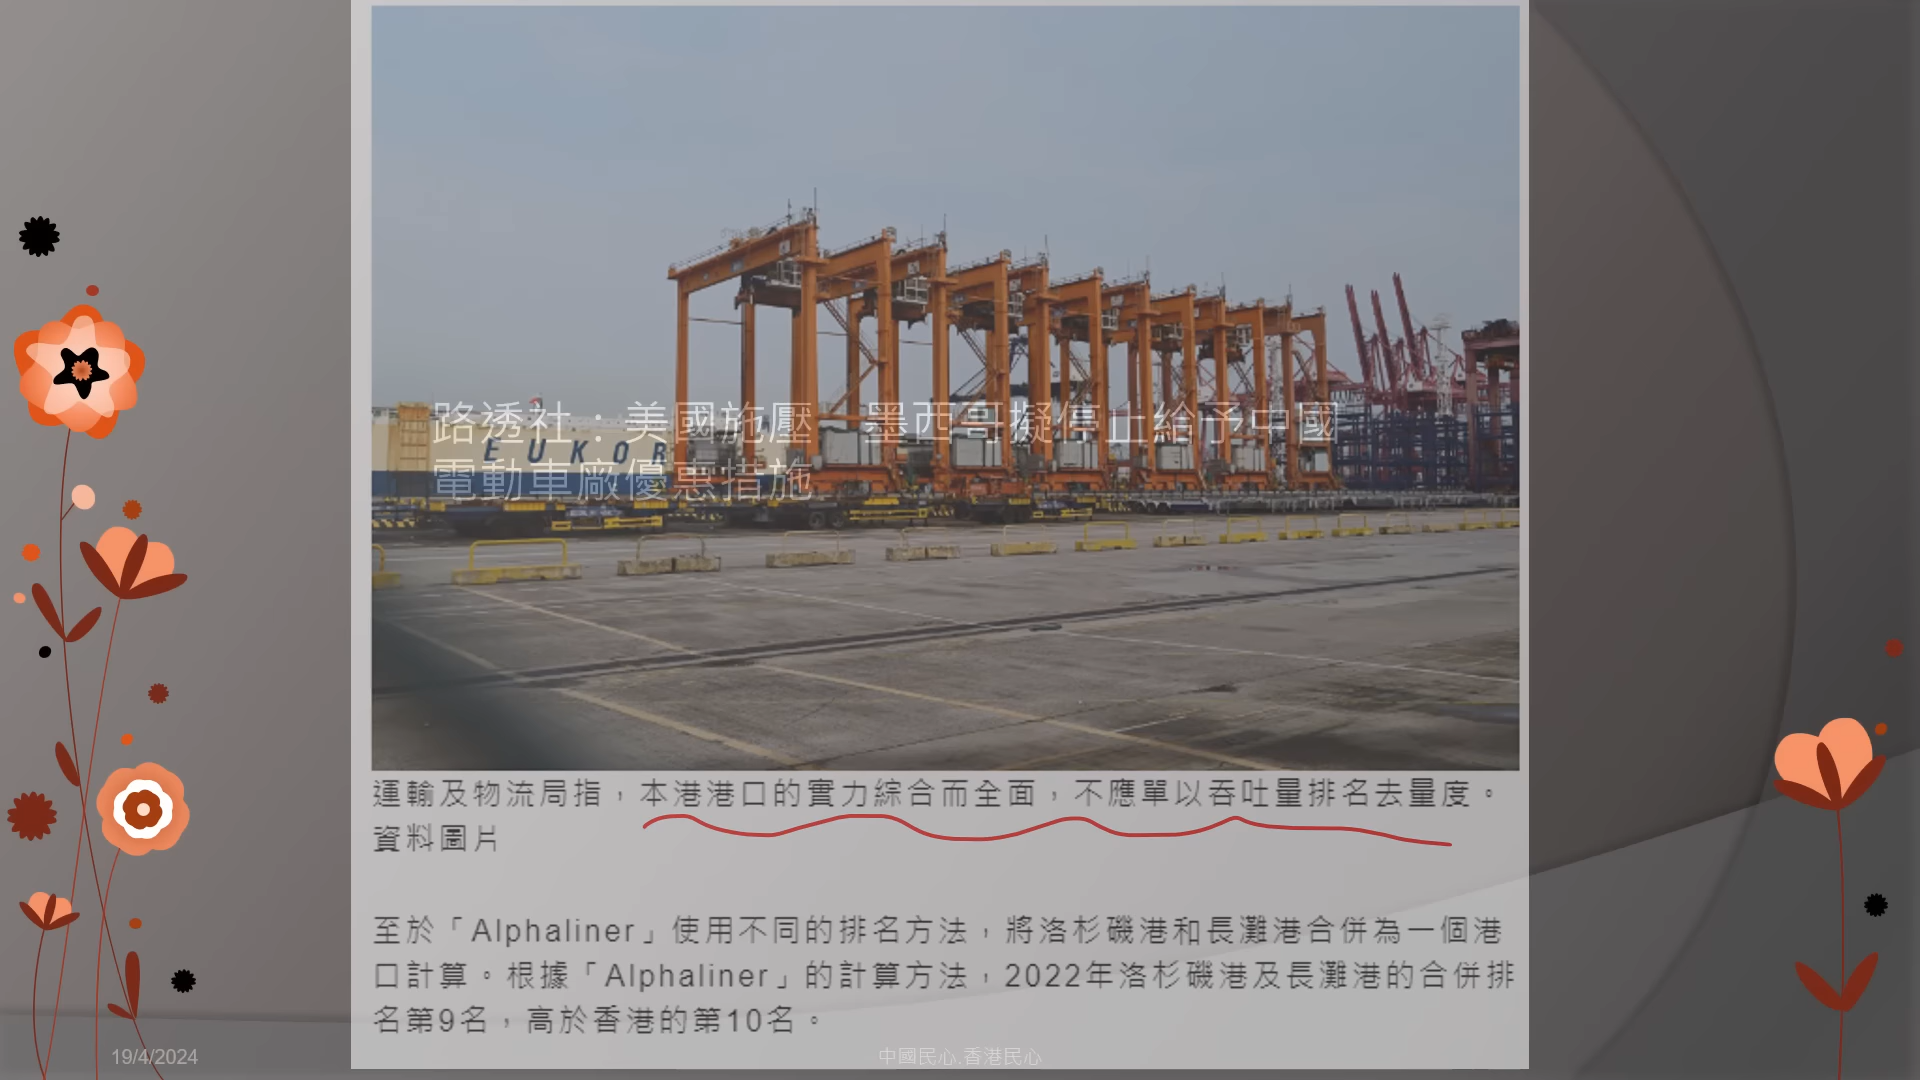 路透社：美國施壓 墨西哥擬停止給予中國
電動車廠優惠措施
EUKOR
運輸及物流局指，本港港口的實力綜合而全面，不應單以吞吐量排名去量度。
資料圖片
至於「Alphaliner」使用不同的排名方法，將洛杉磯港和長灘港合併為一個港
口計算。根據「Alphaliner」的計算方法，2022年洛杉磯港及長灘港的合併排
名第9名，高於香港的第10名。
19/4/2024
中國民心.香港民心